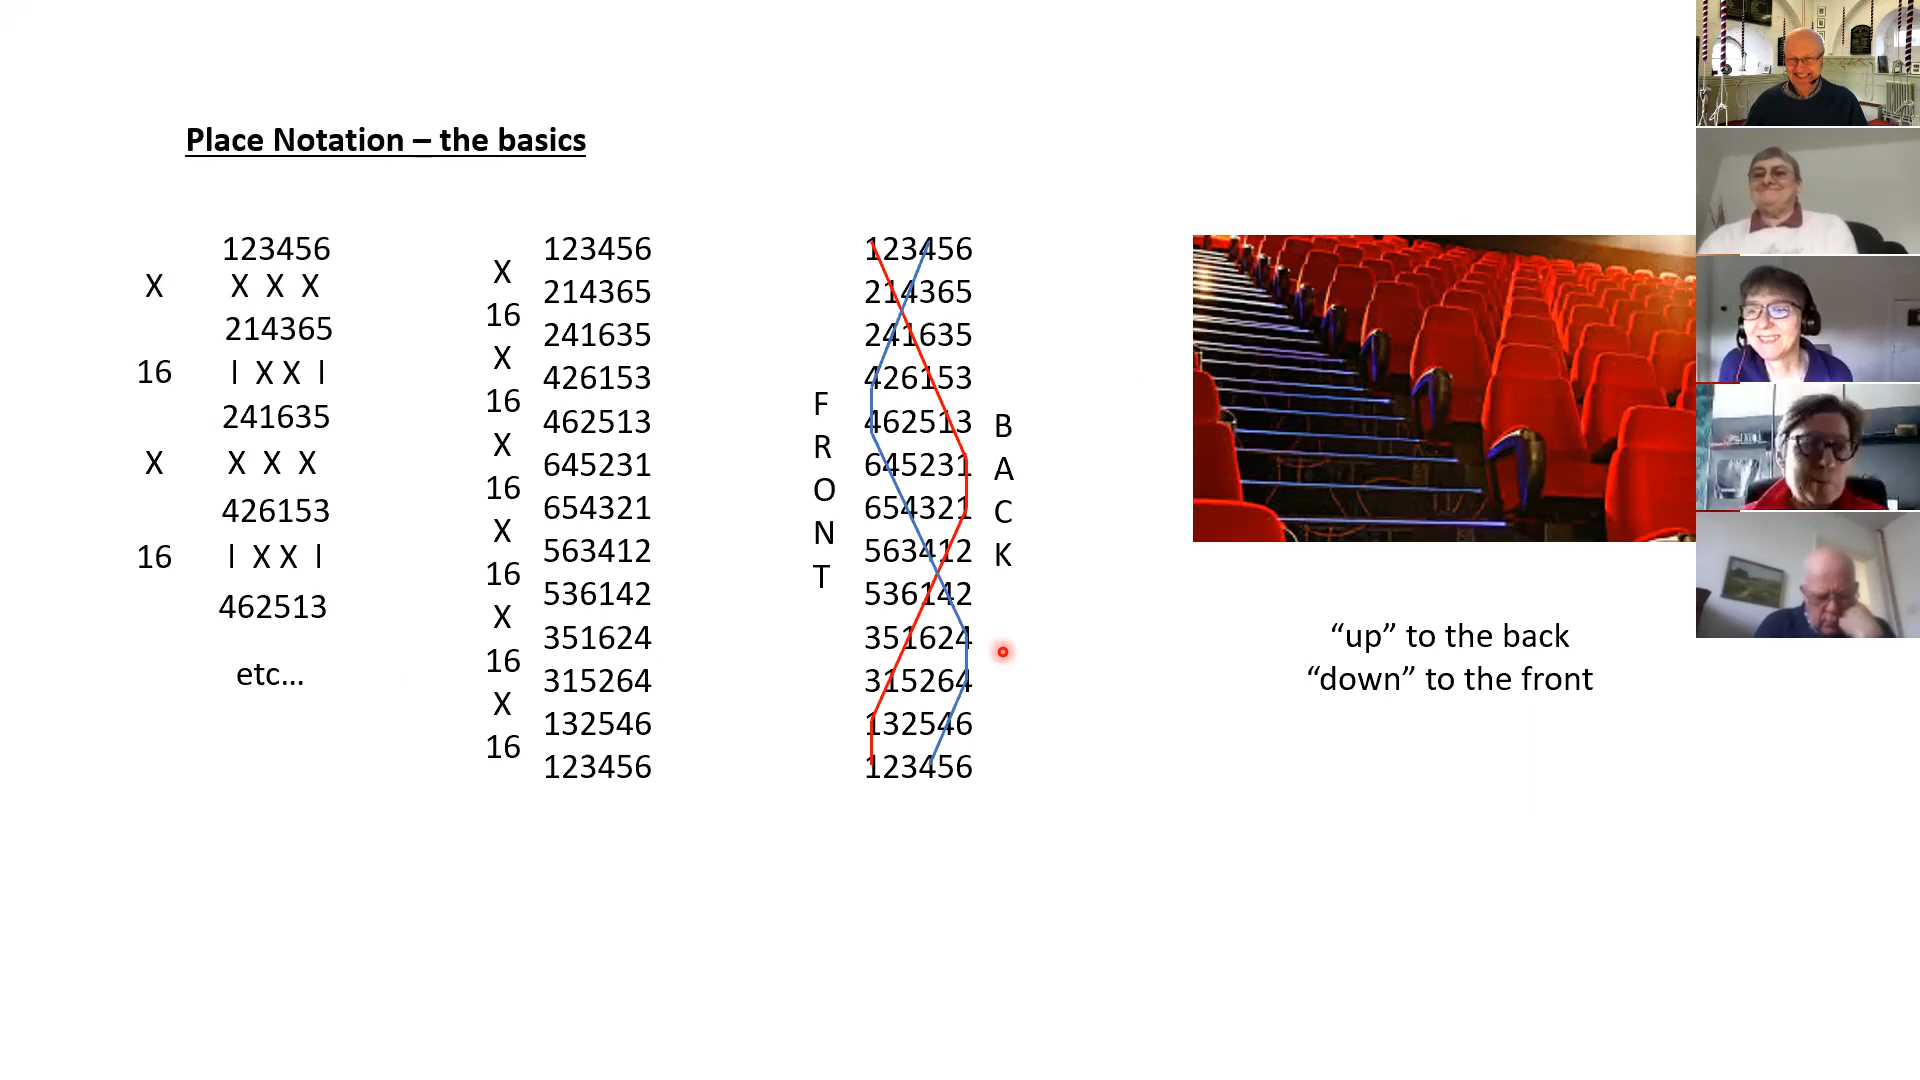 Place Notation – the basics
123456
X X X X
214365
16 I X X I
241635
X X X X
426153
16 I X X I
462513
etc...
123456
X
214365
16
241635
X
426153
16
462513
X
645231
16
654321
X
563412
16
536142
X
351624
16
315264
X
132546
16
123456
FRONT
123456
214365
241635
426153
462513
645231
654321
563412
536142
351624
315264
132546
123456
BACK
“up” to the back
“down” to the front